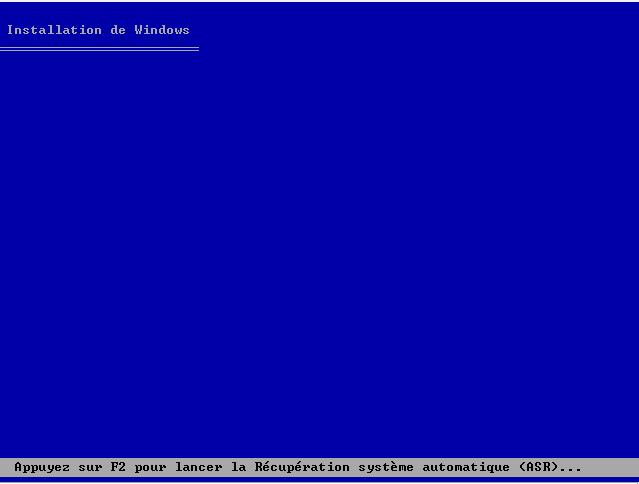 Installation de Windows
Appuyez sur F2 pour lancer la Récupération système automatique (ASR)...